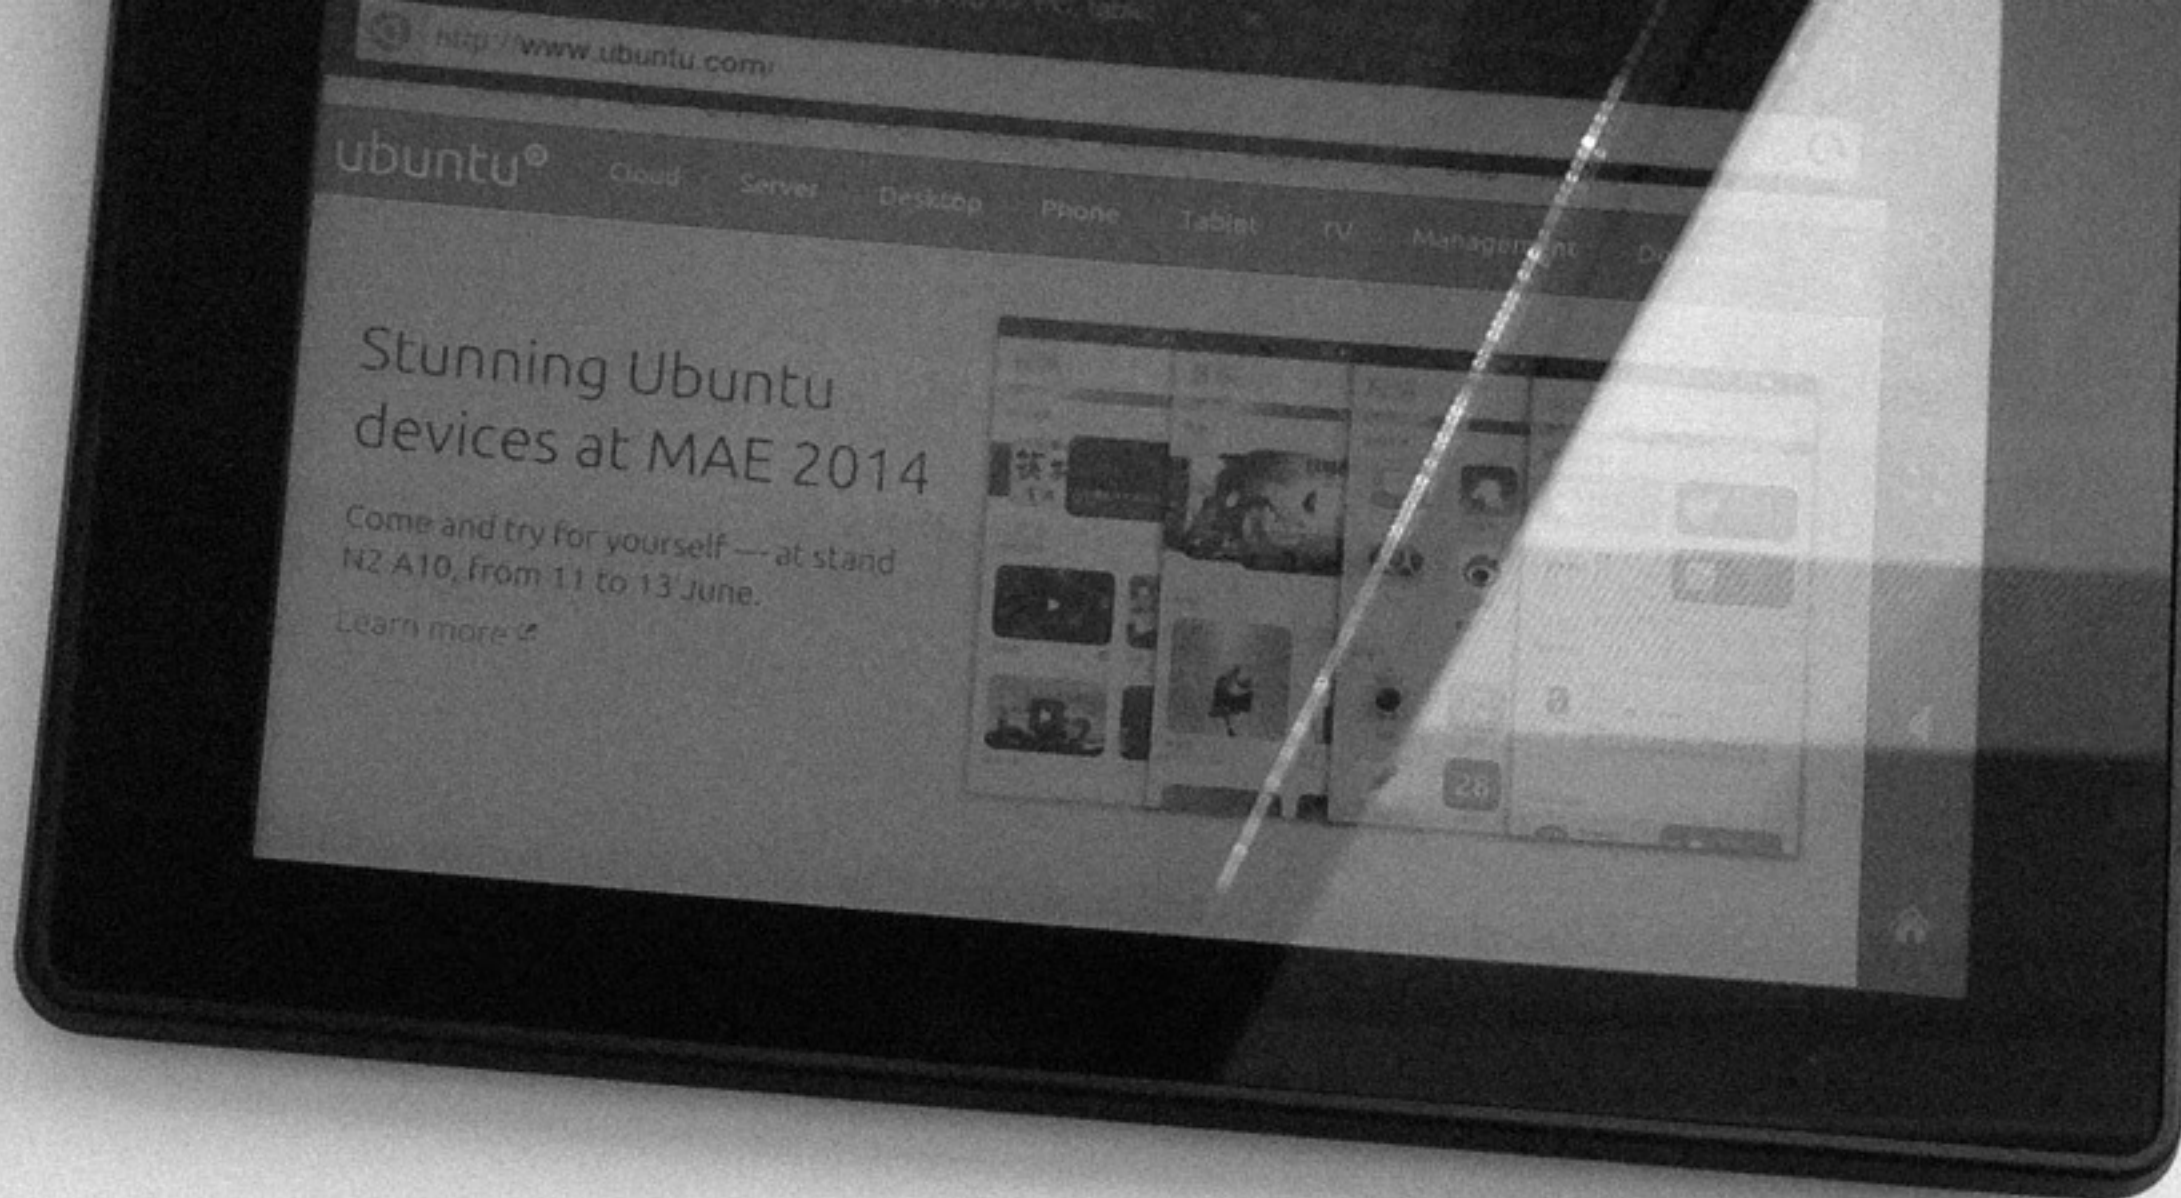 http://www.ubuntu.com/
ubuntu® Cloud Server Desktop Phone Tablet TV Management
Stunning Ubuntu
devices at MAE 2014
Come and try for yourself — at stand
N2 A10, from 11 to 13 June.
Learn more
26
a